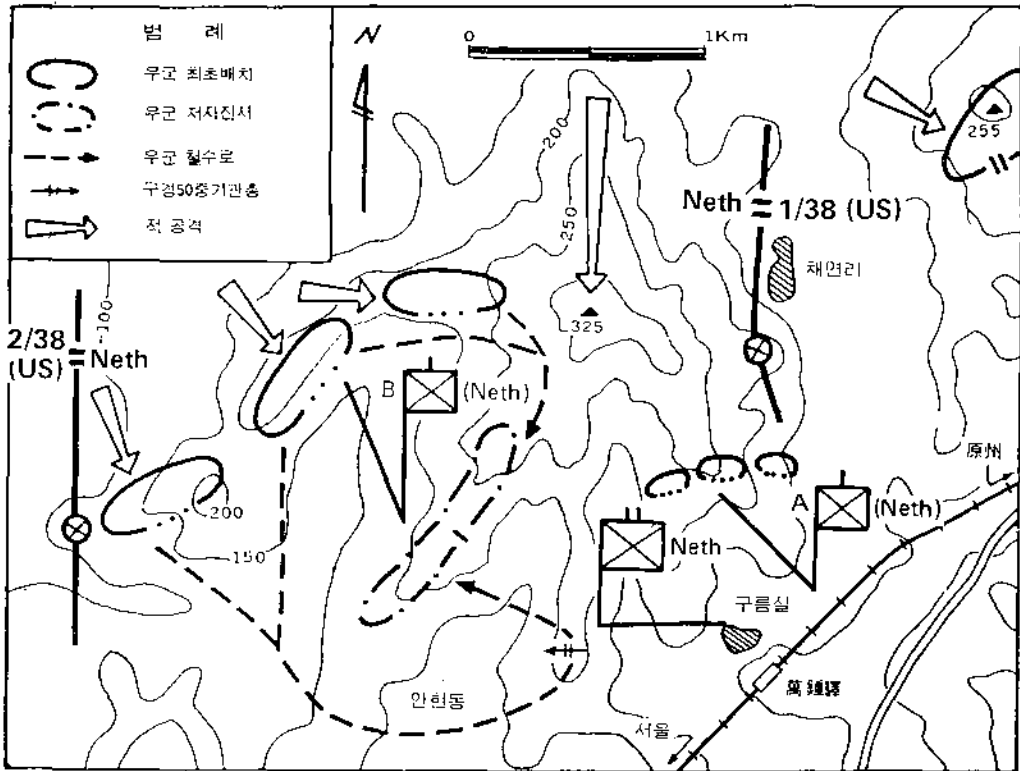 범 례
우군 최초배치
우군 저지진지
우군 철수로
구경50중기관총
적 공격
N
0 1Km
200
250
325
255
Neth 1/38 (US)
채면리
100
2/38
(US) Neth
B (Neth)
200
150
原州
A (Neth)
Neth
구름실
안현동
萬鍾驛
서울